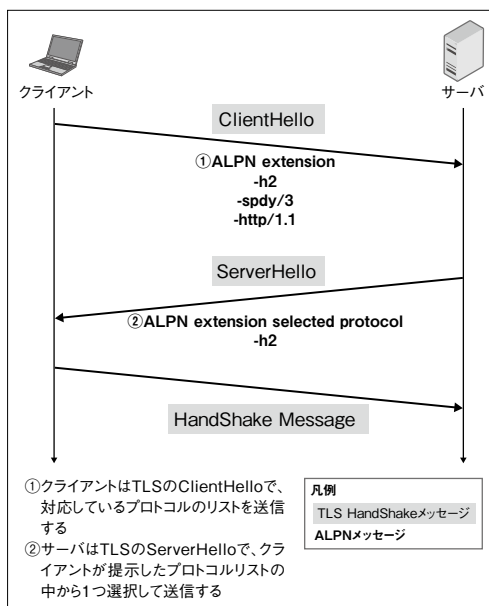 クライアント
サーバ
ClientHello
①ALPN extension
-h2
-spdy/3
-http/1.1
ServerHello
②ALPN extension selected protocol
-h2
HandShake Message
①クライアントはTLSのClientHelloで、
対応しているプロトコルのリストを送信
する
②サーバはTLSのServerHelloで、クラ
イアントが提示したプロトコルリストの
中から1つ選択して送信する
凡例
TLS HandShakeメッセージ
ALPNメッセージ